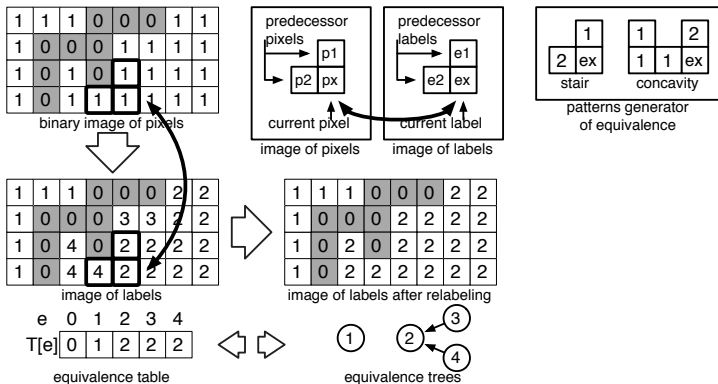 1 1 1 0 0 0 1 1
1 0 0 0 1 1 1 1
1 0 1 0 1 1 1 1
1 0 1 1 1 1 1 1
binary image of pixels
predecessor
pixels
p1
p2 px
current pixel
image of pixels
predecessor
labels
e1
e2 ex
current label
image of labels
1
2 ex
stair
1 2
1 1 ex
concavity
patterns generator
of equivalence
1 1 1 0 0 0 2 2
1 0 0 0 3 3 2 2
1 0 4 0 2 2 2 2
1 0 4 4 2 2 2 2
image of labels
1 1 1 0 0 0 2 2
1 0 0 0 2 2 2 2
1 0 2 0 2 2 2 2
1 0 2 2 2 2 2 2
image of labels after relabeling
e 0 1 2 3 4
T[e] 0 1 2 2 2
equivalence table
1 2 3
4
equivalence trees